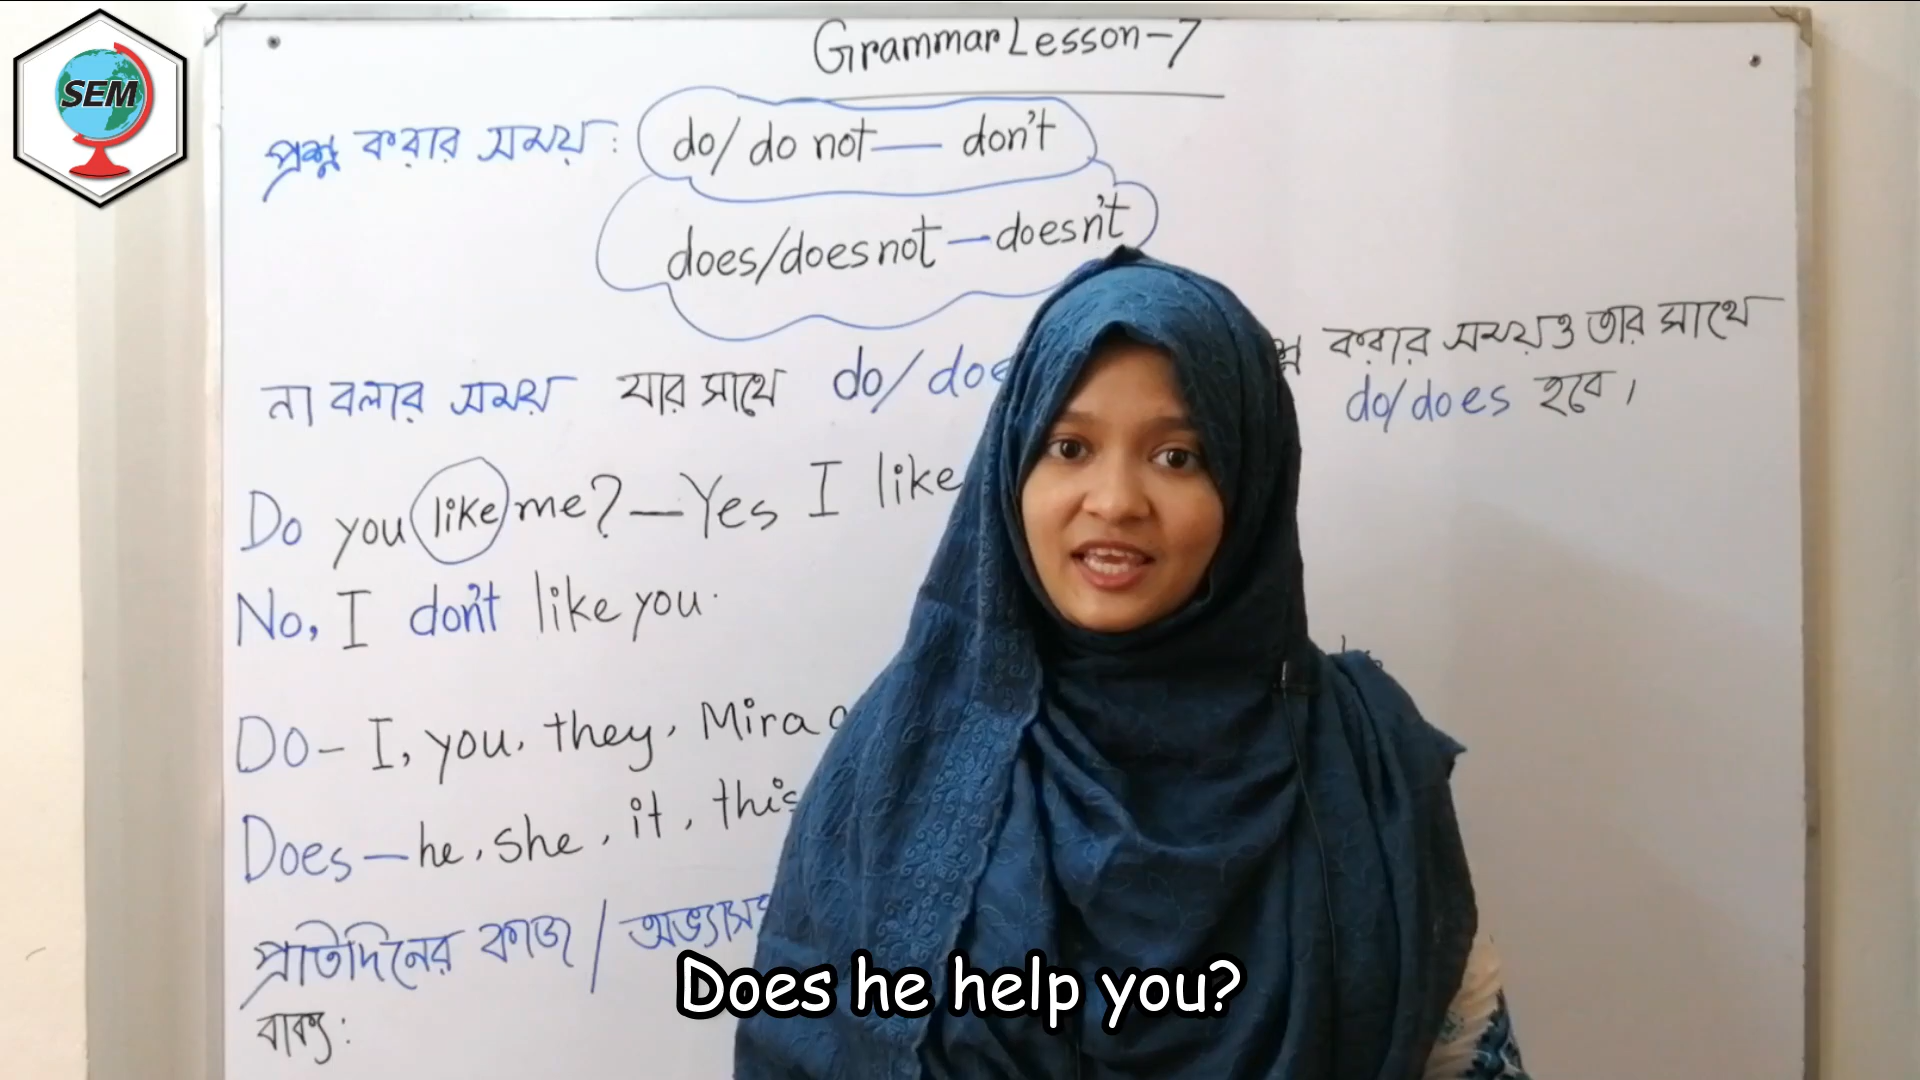 SEM
Grammar Lesson-7
প্রশ্ন করার সময় : do/ do not — don't
does/does not — doesn't
না বলার সময় যার সাথে do/ করার সময়ও তার সাথে
do/does হবে।
Do you like me? — Yes I like
No, I don't like you.
Do - I, you, they, Mira
Does — he, she, it, this
প্রতিদিনের কাজ /
বাক্য :
Does he help you?